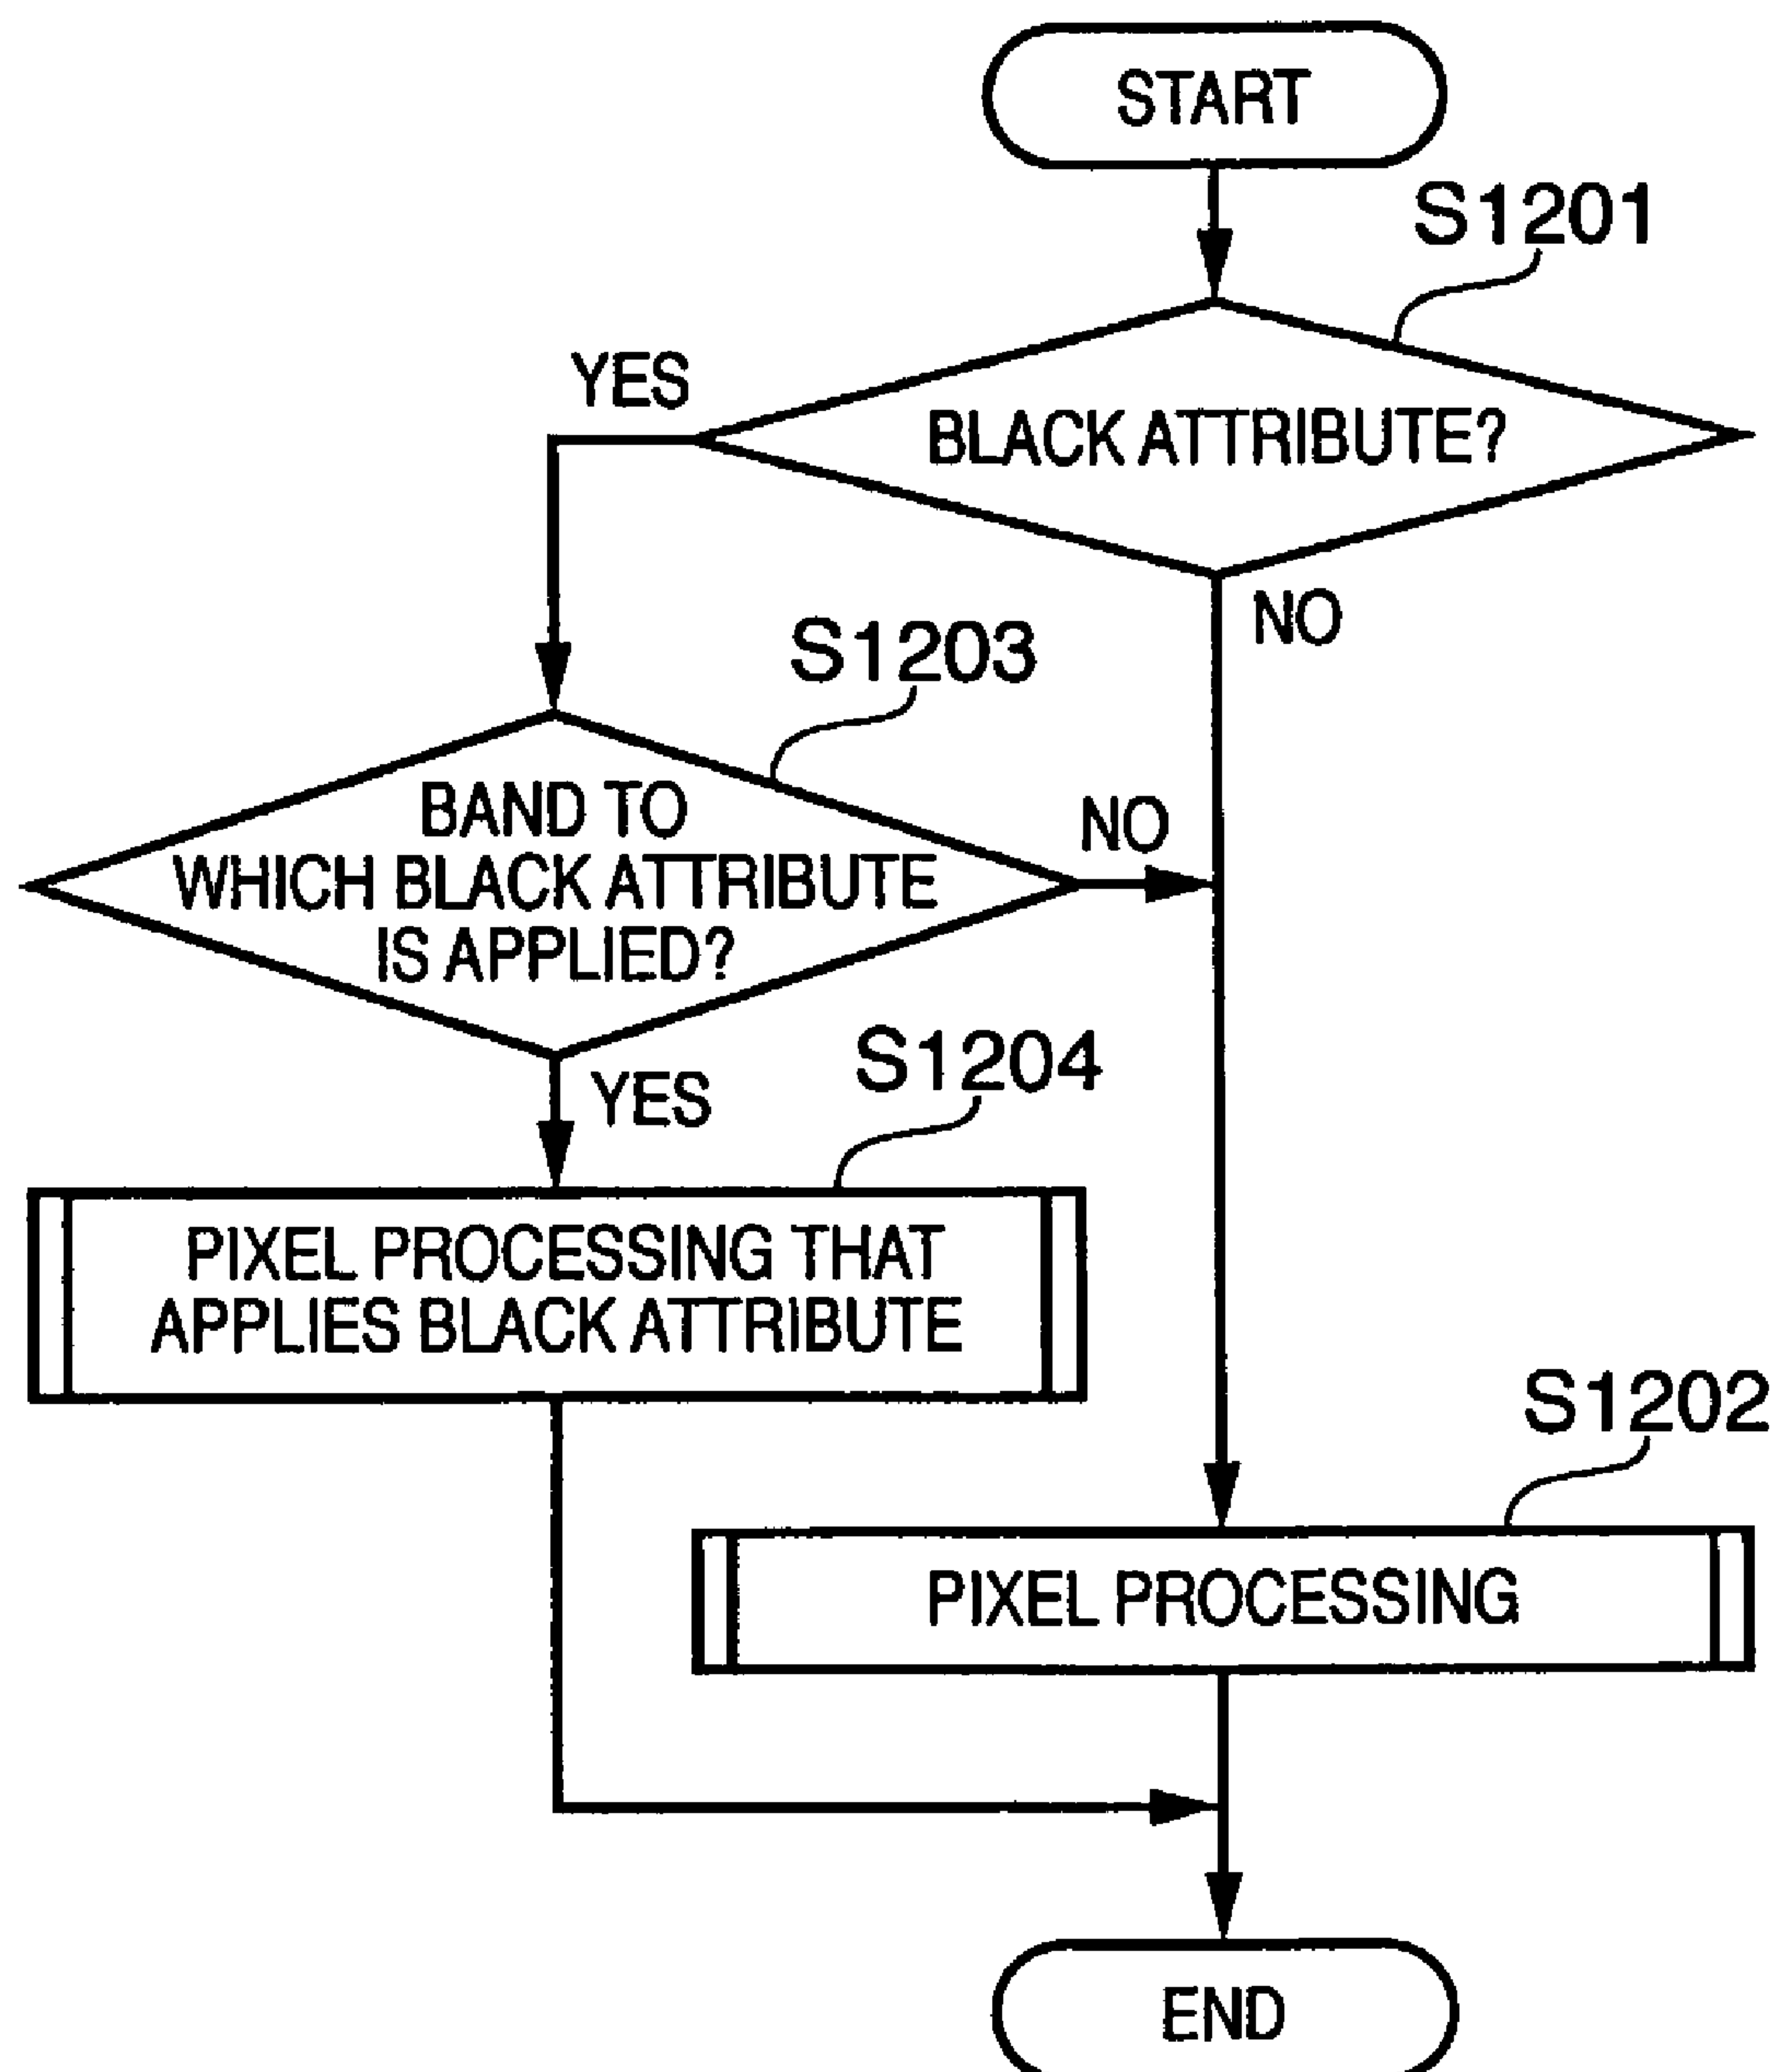 START
S1201
YES
BLACK ATTRIBUTE?
NO
S1203
BAND TO
WHICH BLACK ATTRIBUTE
IS APPLIED?
NO
YES
S1204
PIXEL PROCESSING THAT
APPLIES BLACK ATTRIBUTE
S1202
PIXEL PROCESSING
END